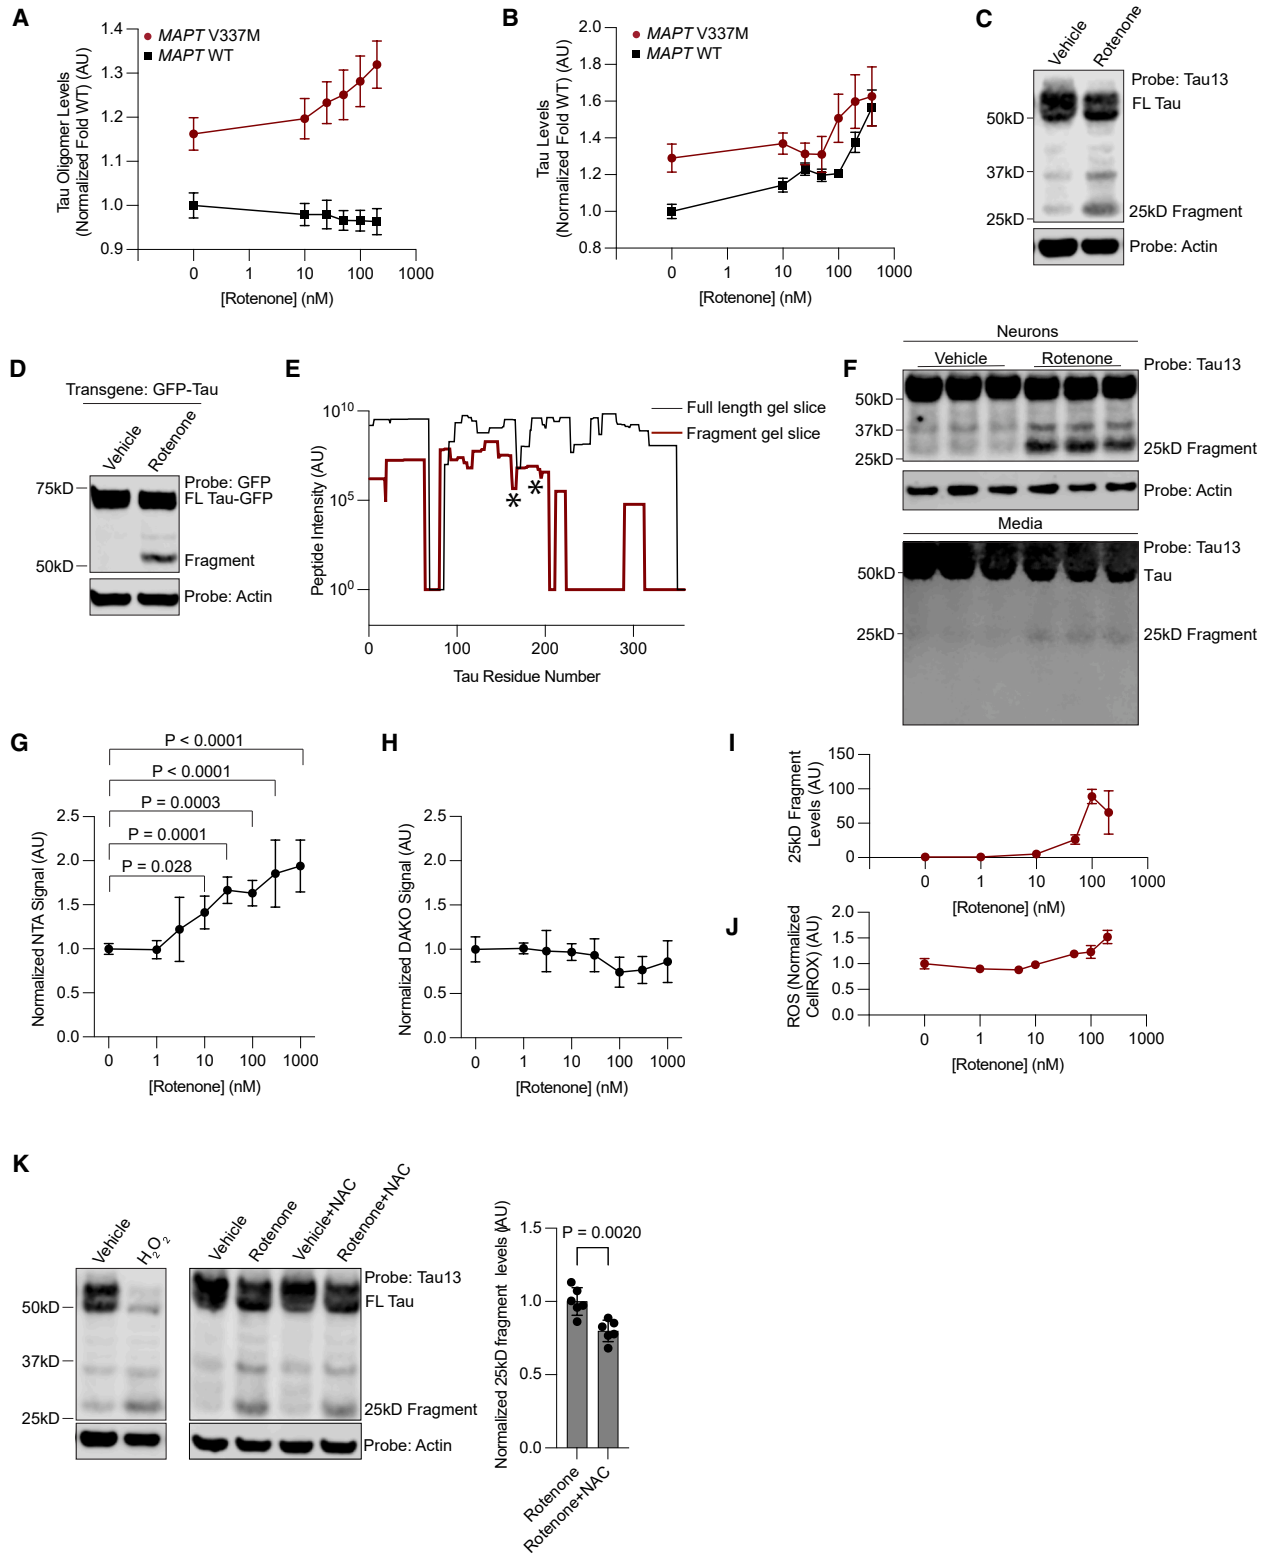 A
Tau Oligomer Levels
(Normalized Fold WT) (AU)
1.4
1.3
1.2
1.1
1.0
0.9
MAPT V337M
MAPT WT
0 1 10 100 1000
[Rotenone] (nM)
B
Tau Levels
(Normalized Fold WT) (AU)
2.0
1.8
1.6
1.4
1.2
1.0
0.8
MAPT V337M
MAPT WT
0 1 10 100 1000
[Rotenone] (nM)
C
Vehicle
Rotenone
Probe: Tau13
FL Tau
50kD
37kD
25kD
25kD Fragment
Probe: Actin
D
Transgene: GFP-Tau
Vehicle
Rotenone
75kD
Probe: GFP
FL Tau-GFP
50kD
Fragment
Probe: Actin
E
Peptide Intensity (AU)
10^10
10^5
10^0
Full length gel slice
Fragment gel slice
*
*
0 100 200 300
Tau Residue Number
F
Neurons
Vehicle Rotenone
Probe: Tau13
50kD
37kD
25kD
25kD Fragment
Probe: Actin
Media
Probe: Tau13
50kD
Tau
25kD
25kD Fragment
G
P < 0.0001
P < 0.0001
P = 0.0003
P = 0.0001
P = 0.028
Normalized NTA Signal (AU)
2.5
2.0
1.5
1.0
0.5
0.0
0 1 10 100 1000
[Rotenone] (nM)
H
Normalized DAKO Signal (AU)
2.5
2.0
1.5
1.0
0.5
0.0
0 1 10 100 1000
[Rotenone] (nM)
I
25kD Fragment
Levels (AU)
150
100
50
0
0 1 10 100 1000
[Rotenone] (nM)
J
ROS (Normalized
CellROX) (AU)
2.0
1.5
1.0
0.5
0.0
0 1 10 100 1000
[Rotenone] (nM)
K
Vehicle
H2O2
Vehicle
Rotenone
Vehicle+NAC
Rotenone+NAC
Probe: Tau13
FL Tau
50kD
37kD
25kD
25kD Fragment
Probe: Actin
Normalized 25kD fragment levels (AU)
1.5
1.0
0.5
0.0
P = 0.0020
Rotenone
Rotenone+NAC